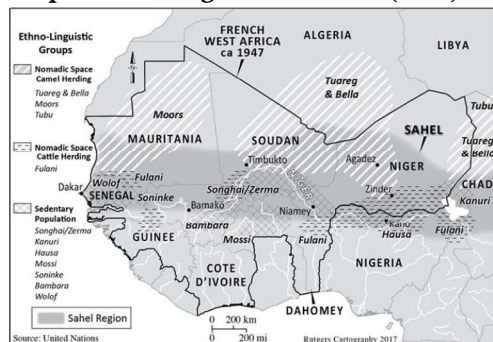 Ethno-Linguistic
Groups
Nomadic Space
Camel Herding
Tuareg & Bella
Moors
Tubu
Nomadic Space
Cattle Herding
Fulani
Sedentary
Population
Songhai/Zerma
Kanuri
Hausa
Mossi
Soninke
Bambara
Wolof
Sahel Region
Source: United Nations
FRENCH
WEST AFRICA
ca 1947
ALGERIA
LIBYA
Tuareg
& Bella
Tubu
Moors
MAURITANIA
SOUDAN
SAHEL
Tuareg
& Bella
Timbukto
Agadez
NIGER
CHAD
Wolof
Fulani
Songhai/Zerma
NIGER
Zinder
Kanuri
Dakar
SENEGAL
Soninke
Bamako
Niamey
Bambara
Kano
Hausa
Fulani
GUINEE
Mossi
Fulani
COTE
D'IVOIRE
NIGERIA
DAHOMEY
0 200 km
0 200 mi
Rutgers Cartography 2017